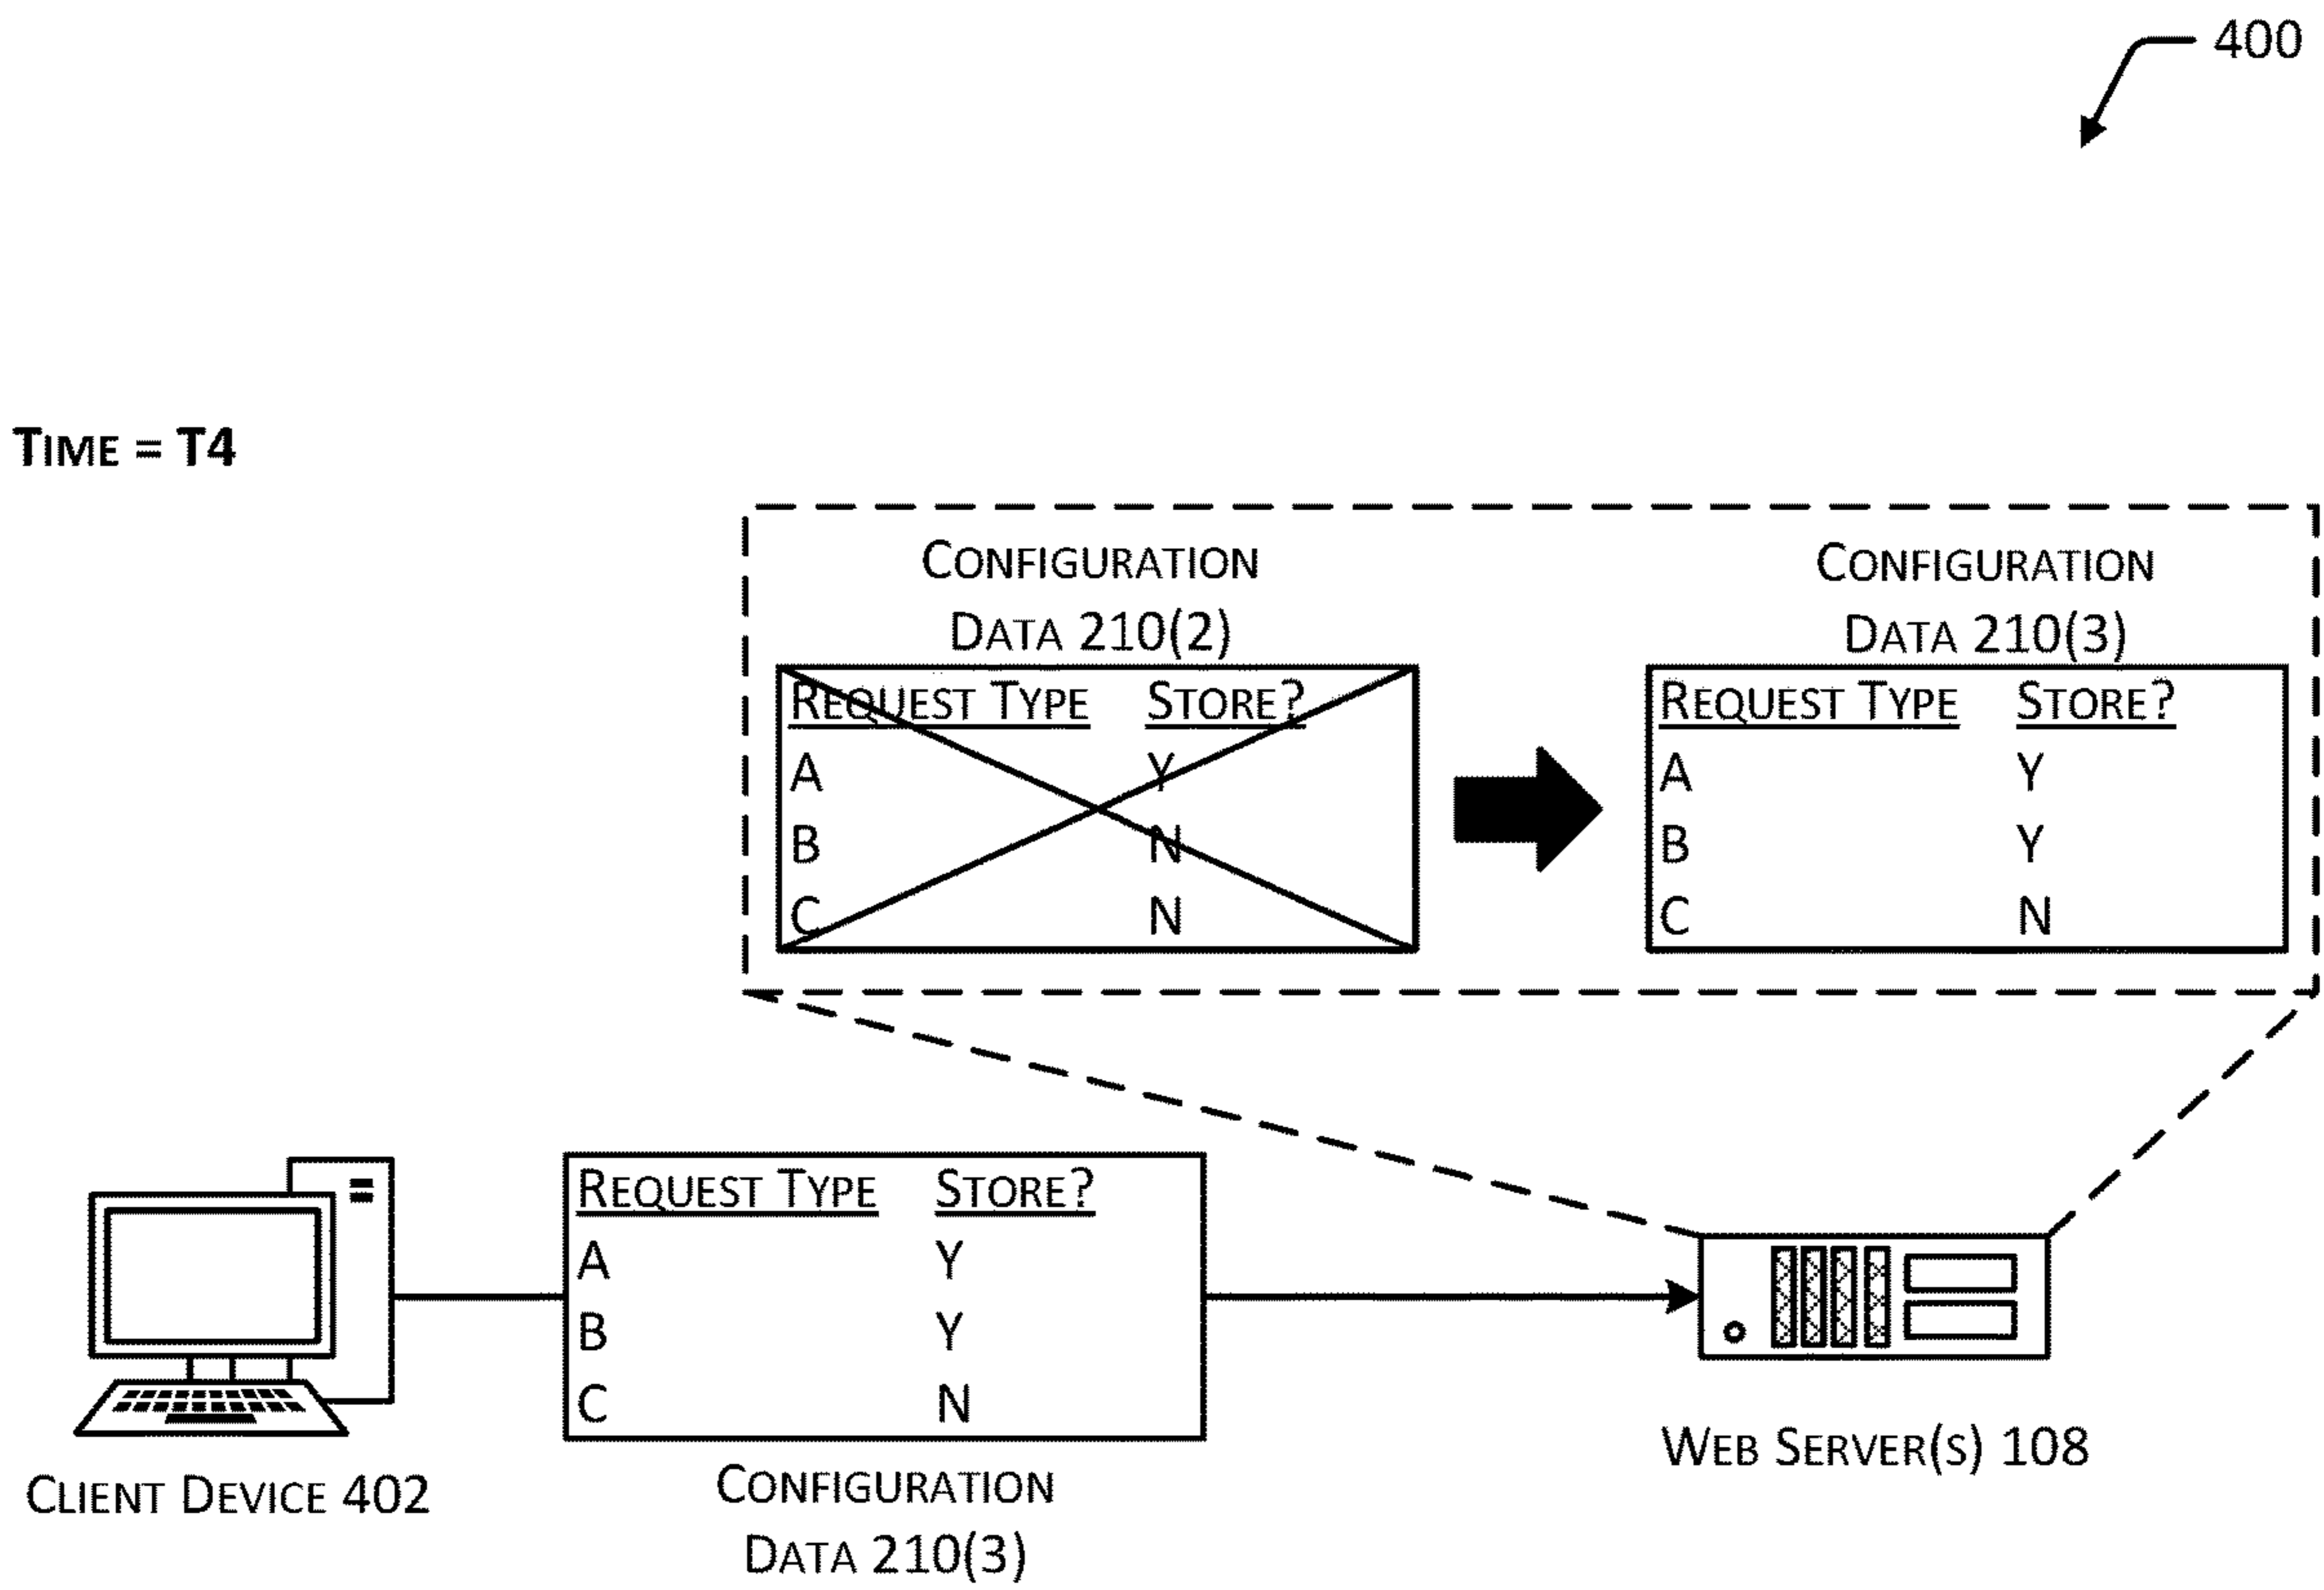 400
TIME = T4
CONFIGURATION
DATA 210(2)
REQUEST TYPE STORE?
A Y
B N
C N
CONFIGURATION
DATA 210(3)
REQUEST TYPE STORE?
A Y
B Y
C N
REQUEST TYPE STORE?
A Y
B Y
C N
CLIENT DEVICE 402
CONFIGURATION
DATA 210(3)
WEB SERVER(S) 108